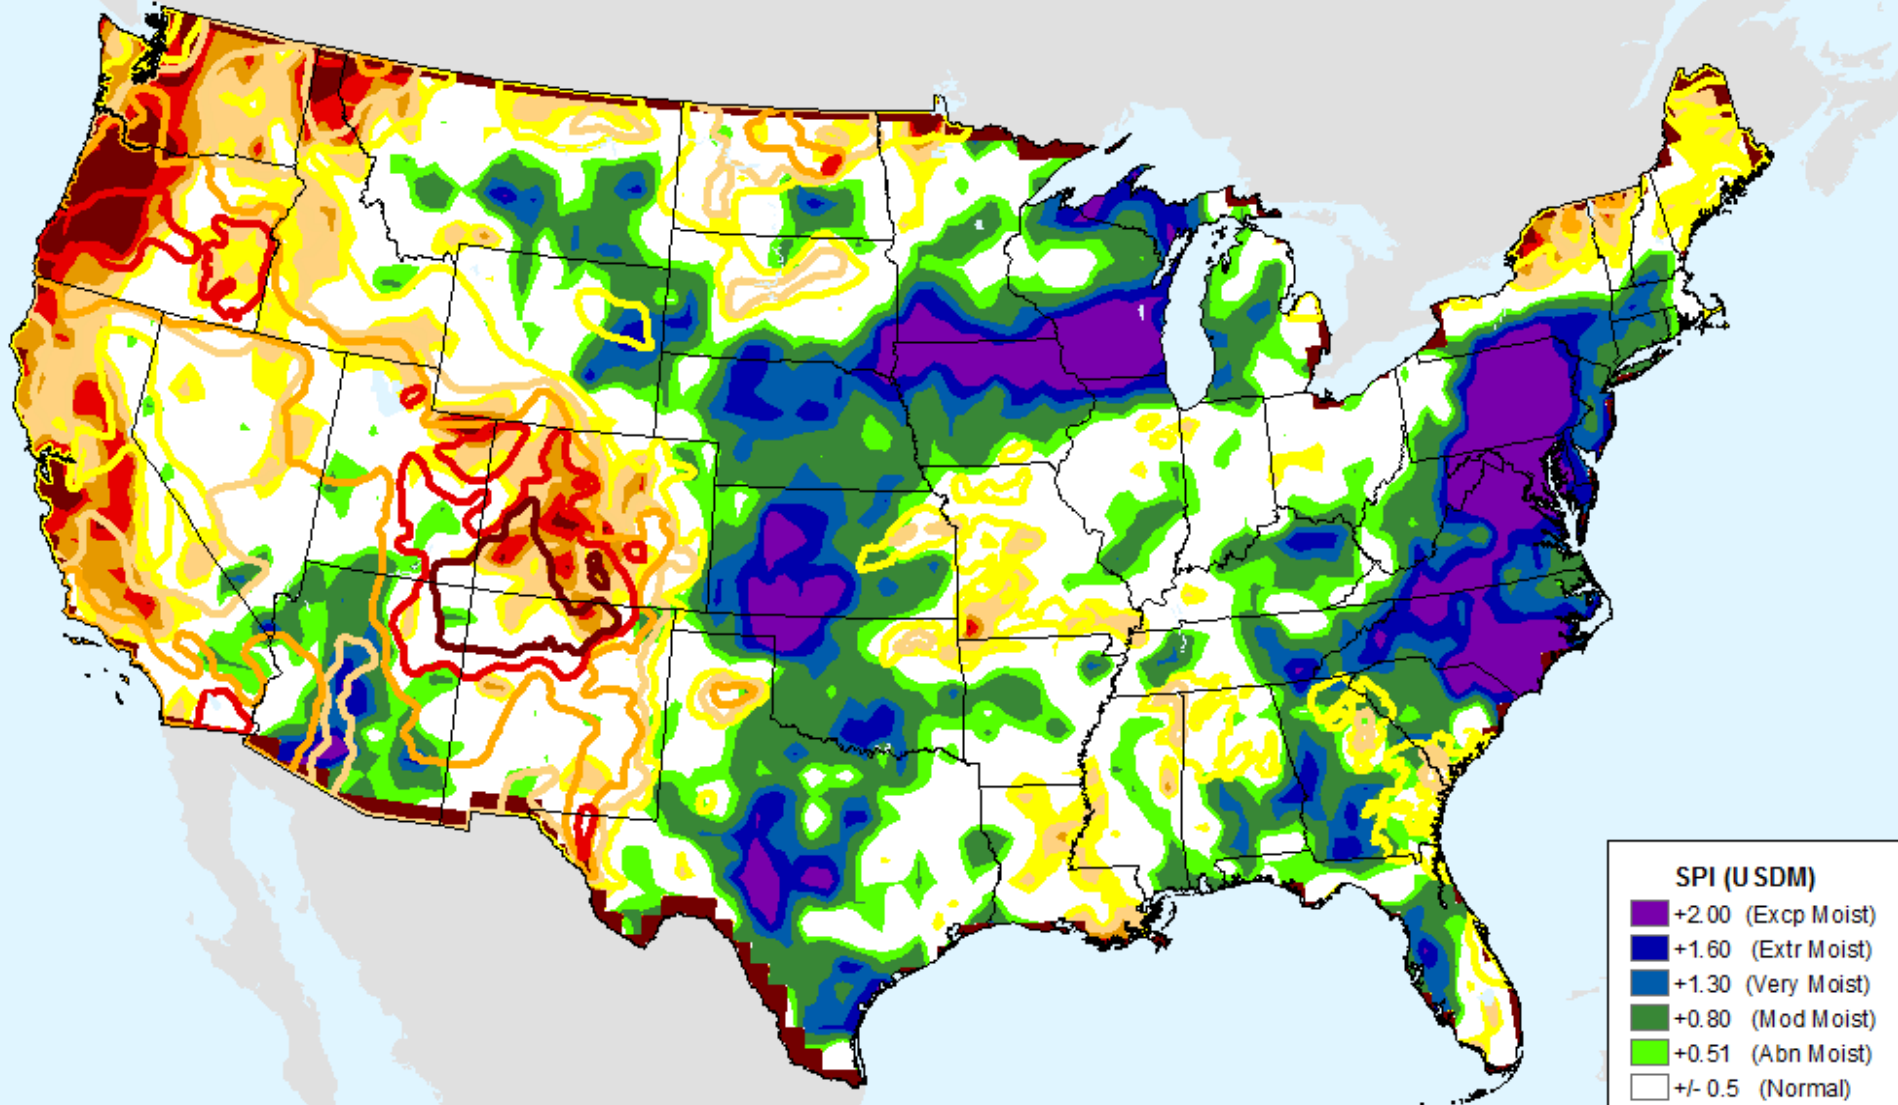 SPI (USDM)
+2.00 (Excp Moist)
+1.60 (Extr Moist)
+1.30 (Very Moist)
+0.80 (Mod Moist)
+0.51 (Abn Moist)
+/- 0.5 (Normal)